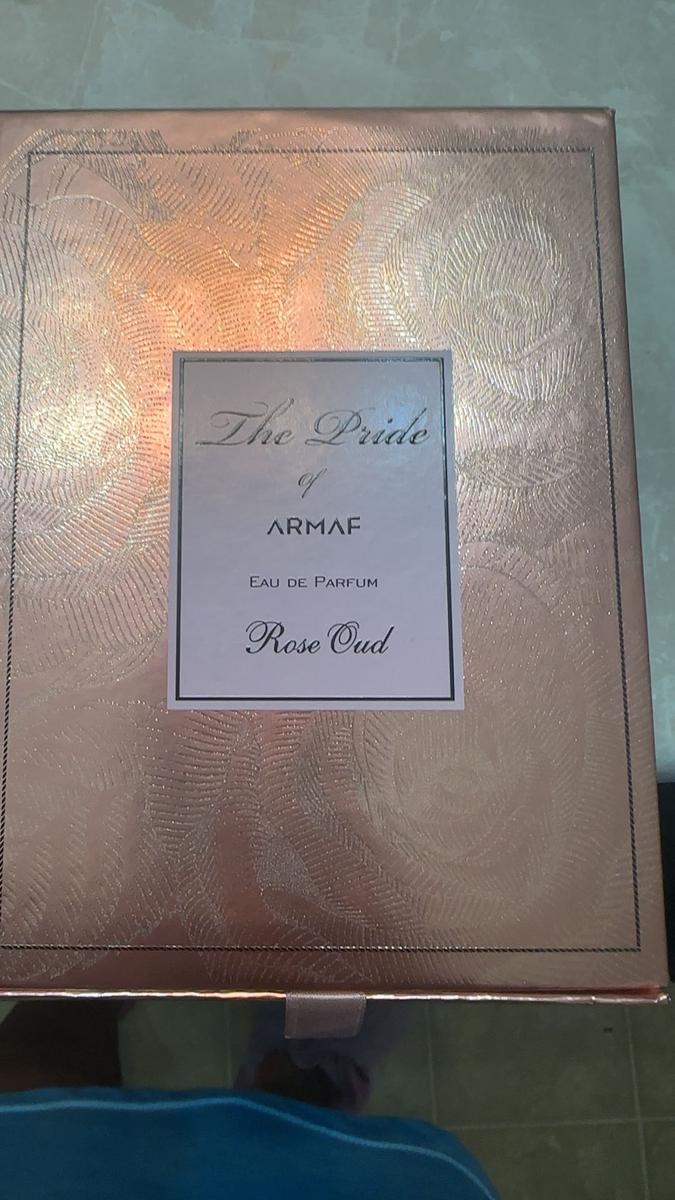 The Pride
of
ARMAF
EAU DE PARFUM
Rose Oud